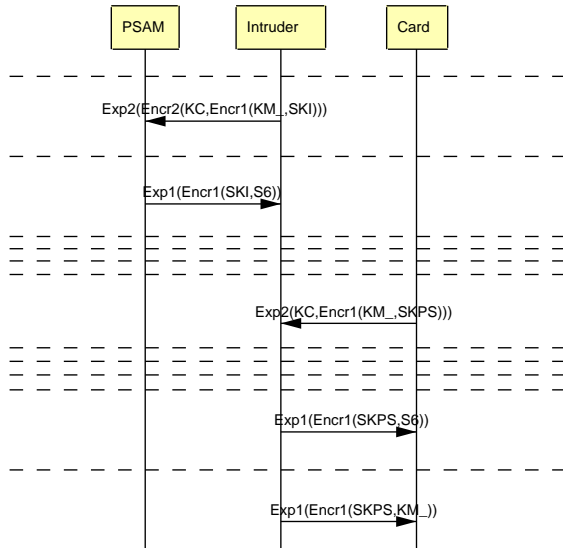 PSAM Intruder Card
Exp2(Encr2(KC,Encr1(KM_,SKI)))
Exp1(Encr1(SKI,S6))
Exp2(KC,Encr1(KM_,SKPS)))
Exp1(Encr1(SKPS,S6))
Exp1(Encr1(SKPS,KM_))